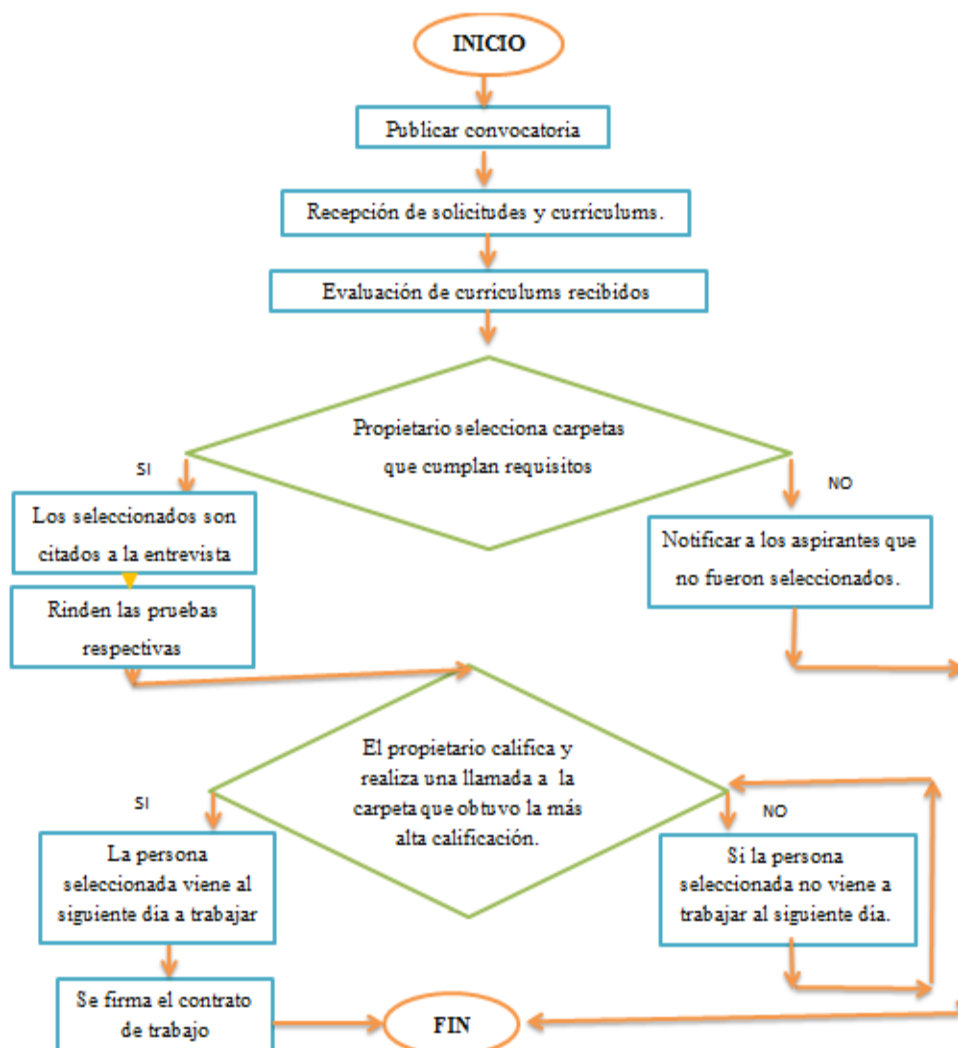 INICIO
Publicar convocatoria
Recepción de solicitudes y curriculums.
Evaluación de curriculums recibidos
Propietario selecciona carpetas
que cumplan requisitos
SI
NO
Los seleccionados son
citados a la entrevista
Notificar a los aspirantes que
no fueron seleccionados.
Rinden las pruebas
respectivas
El propietario califica y
realiza una llamada a la
carpeta que obtuvo la más
alta calificación.
SI
NO
La persona
seleccionada viene al
siguiente día a trabajar
Si la persona
seleccionada no viene a
trabajar al siguiente día.
Se firma el contrato
de trabajo
FIN